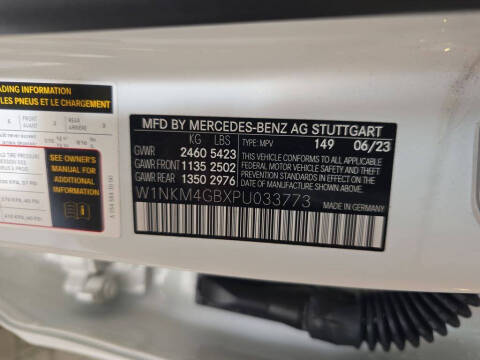 ADING INFORMATION
LES PNEUS ET LE CHARGEMENT
SEE OWNER'S
MANUAL FOR
ADDITIONAL
INFORMATION
MFD BY MERCEDES-BENZ AG STUTTGART
KG LBS TYPE: MPV 149 06/23
GVWR 2460 5423
GAWR FRONT 1135 2502
GAWR REAR 1350 2976
THIS VEHICLE CONFORMS TO ALL APPLICABLE
FEDERAL MOTOR VEHICLE SAFETY AND THEFT
PREVENTION STANDARDS IN EFFECT ON THE
DATE OF MANUFACTURE SHOWN ABOVE.
W1NKM4GBXPU033773
MADE IN GERMANY